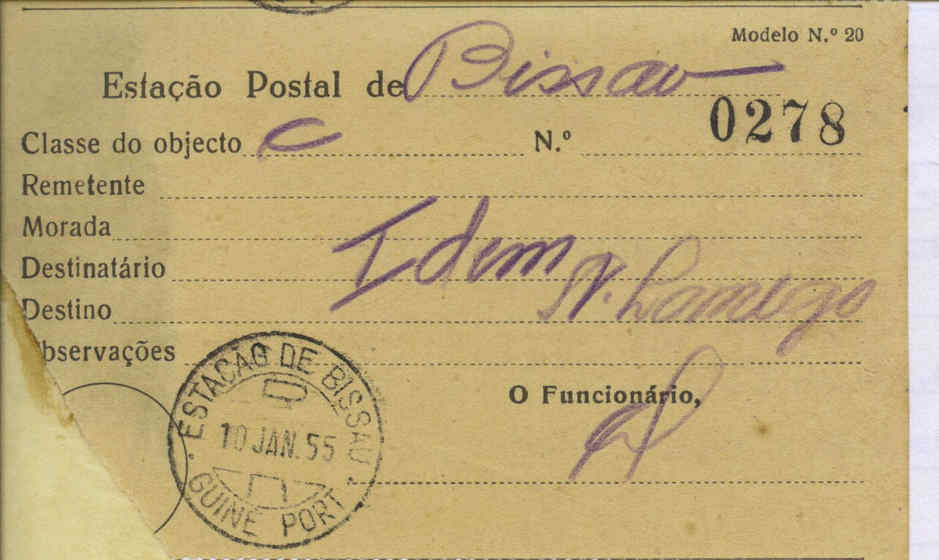 Modelo N.º 20
Estação Postal de Bissau
Classe do objecto C N.º 0278
Remetente
Morada
Destinatário Idem
Destino N. Lamego
bservações
O Funcionário,
ESTAÇÃO DE BISSAU
10 JAN. 55
GUINÉ PORT.